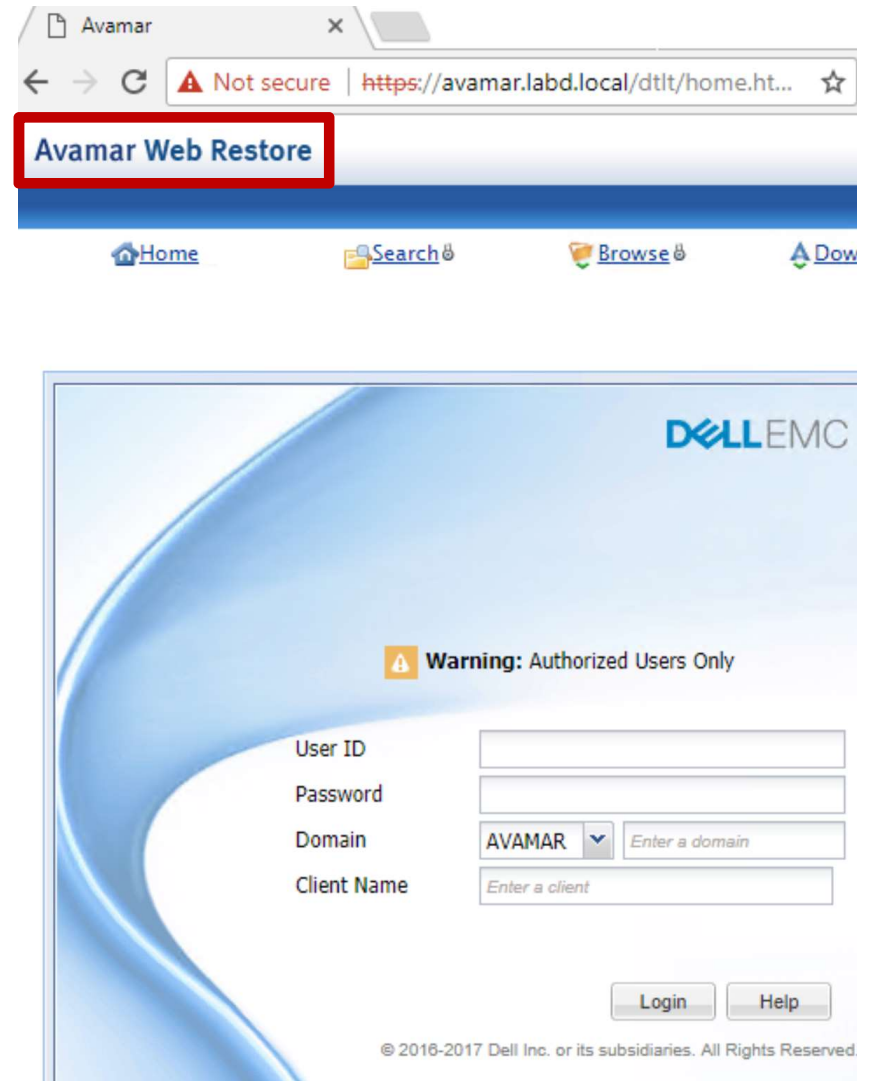 Avamar
Not secure | https://avamar.labd.local/dtlt/home.ht...
Avamar Web Restore
Home Search Browse Dow
DELLEMC
Warning: Authorized Users Only
User ID
Password
Domain AVAMAR Enter a domain
Client Name Enter a client
Login Help
© 2016-2017 Dell Inc. or its subsidiaries. All Rights Reserved.